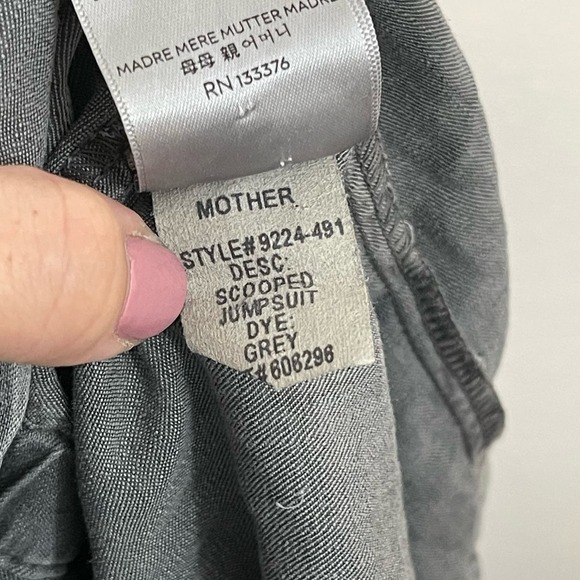 MADRE MERE MUTTER MADRE
母母 親 어머니
RN 133376
MOTHER.
STYLE# 9224-491
DESC:
SCOOPED
JUMPSUIT
DYE:
GREY
#608296